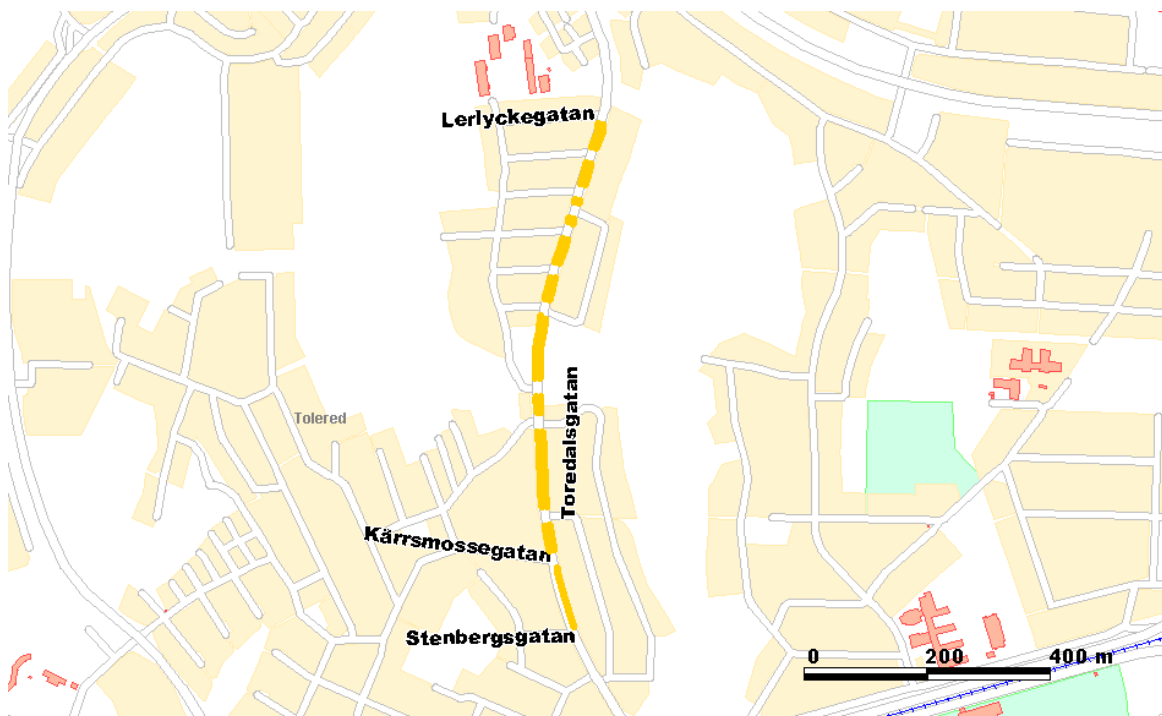 Lerlyckegatan
Toredalsgatan
Tolered
Kärrsmossegatan
Stenbergsgatan
0 200 400 m